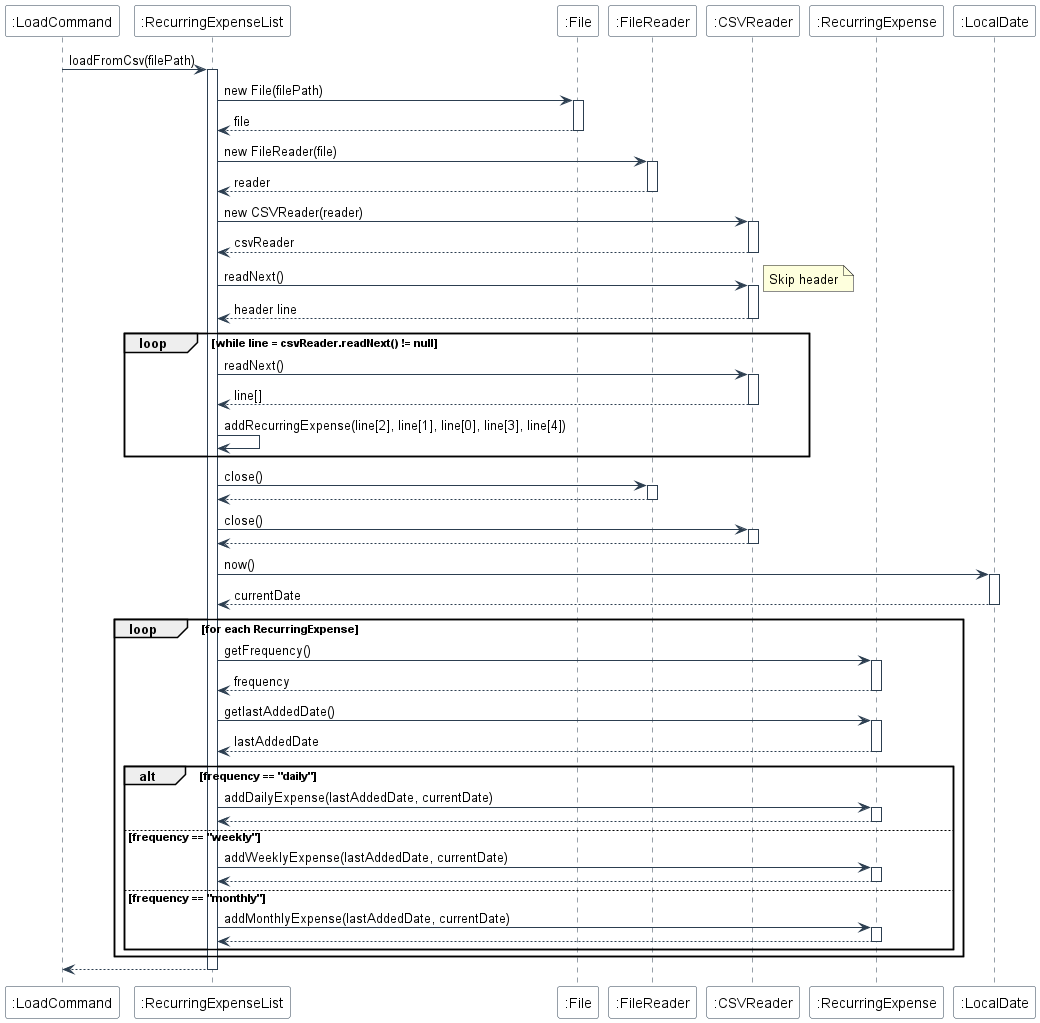 :LoadCommand :RecurringExpenseList :File :FileReader :CSVReader :RecurringExpense :LocalDate
loadFromCsv(filePath)
new File(filePath)
file
new FileReader(file)
reader
new CSVReader(reader)
csvReader
readNext()
Skip header
header line
loop [while line = csvReader.readNext() != null]
readNext()
line[]
addRecurringExpense(line[2], line[1], line[0], line[3], line[4])
close()
close()
now()
currentDate
loop [for each RecurringExpense]
getFrequency()
frequency
getlastAddedDate()
lastAddedDate
alt [frequency == "daily"]
addDailyExpense(lastAddedDate, currentDate)
[frequency == "weekly"]
addWeeklyExpense(lastAddedDate, currentDate)
[frequency == "monthly"]
addMonthlyExpense(lastAddedDate, currentDate)
:LoadCommand :RecurringExpenseList :File :FileReader :CSVReader :RecurringExpense :LocalDate